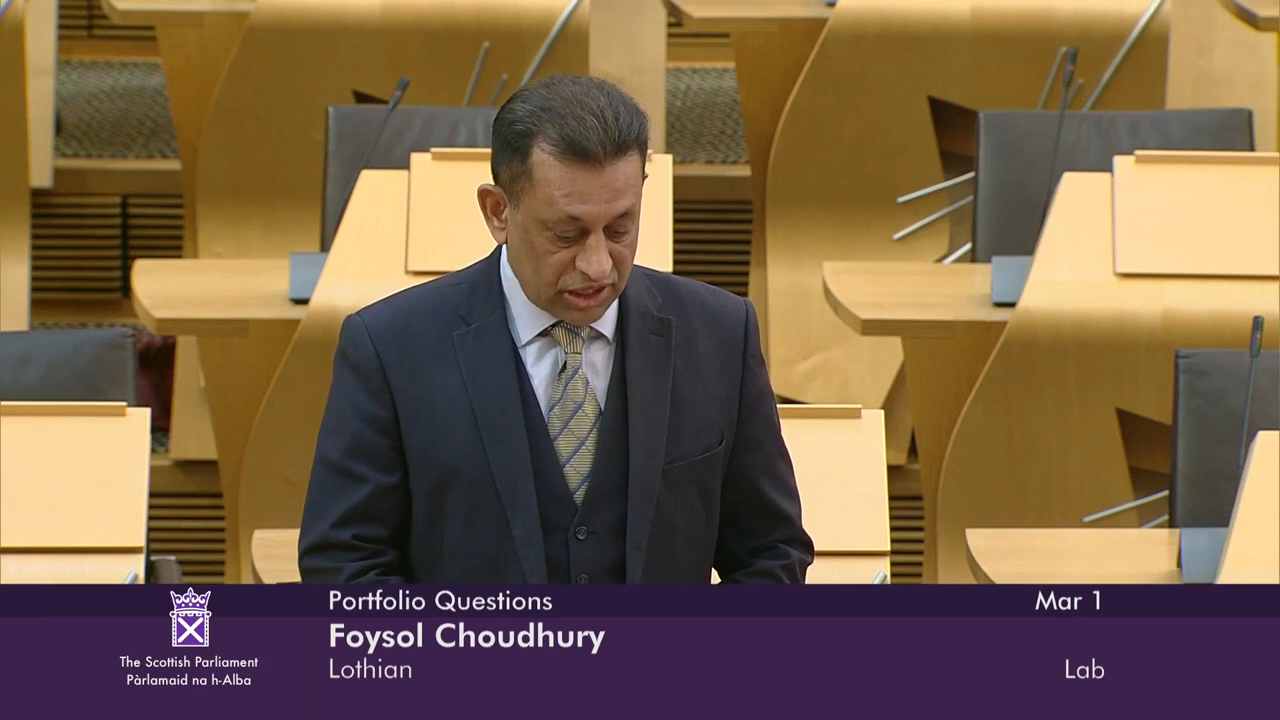 Portfolio Questions
Mar 1
Foysol Choudhury
Lothian
Lab
The Scottish Parliament
Pàrlamaid na h-Alba